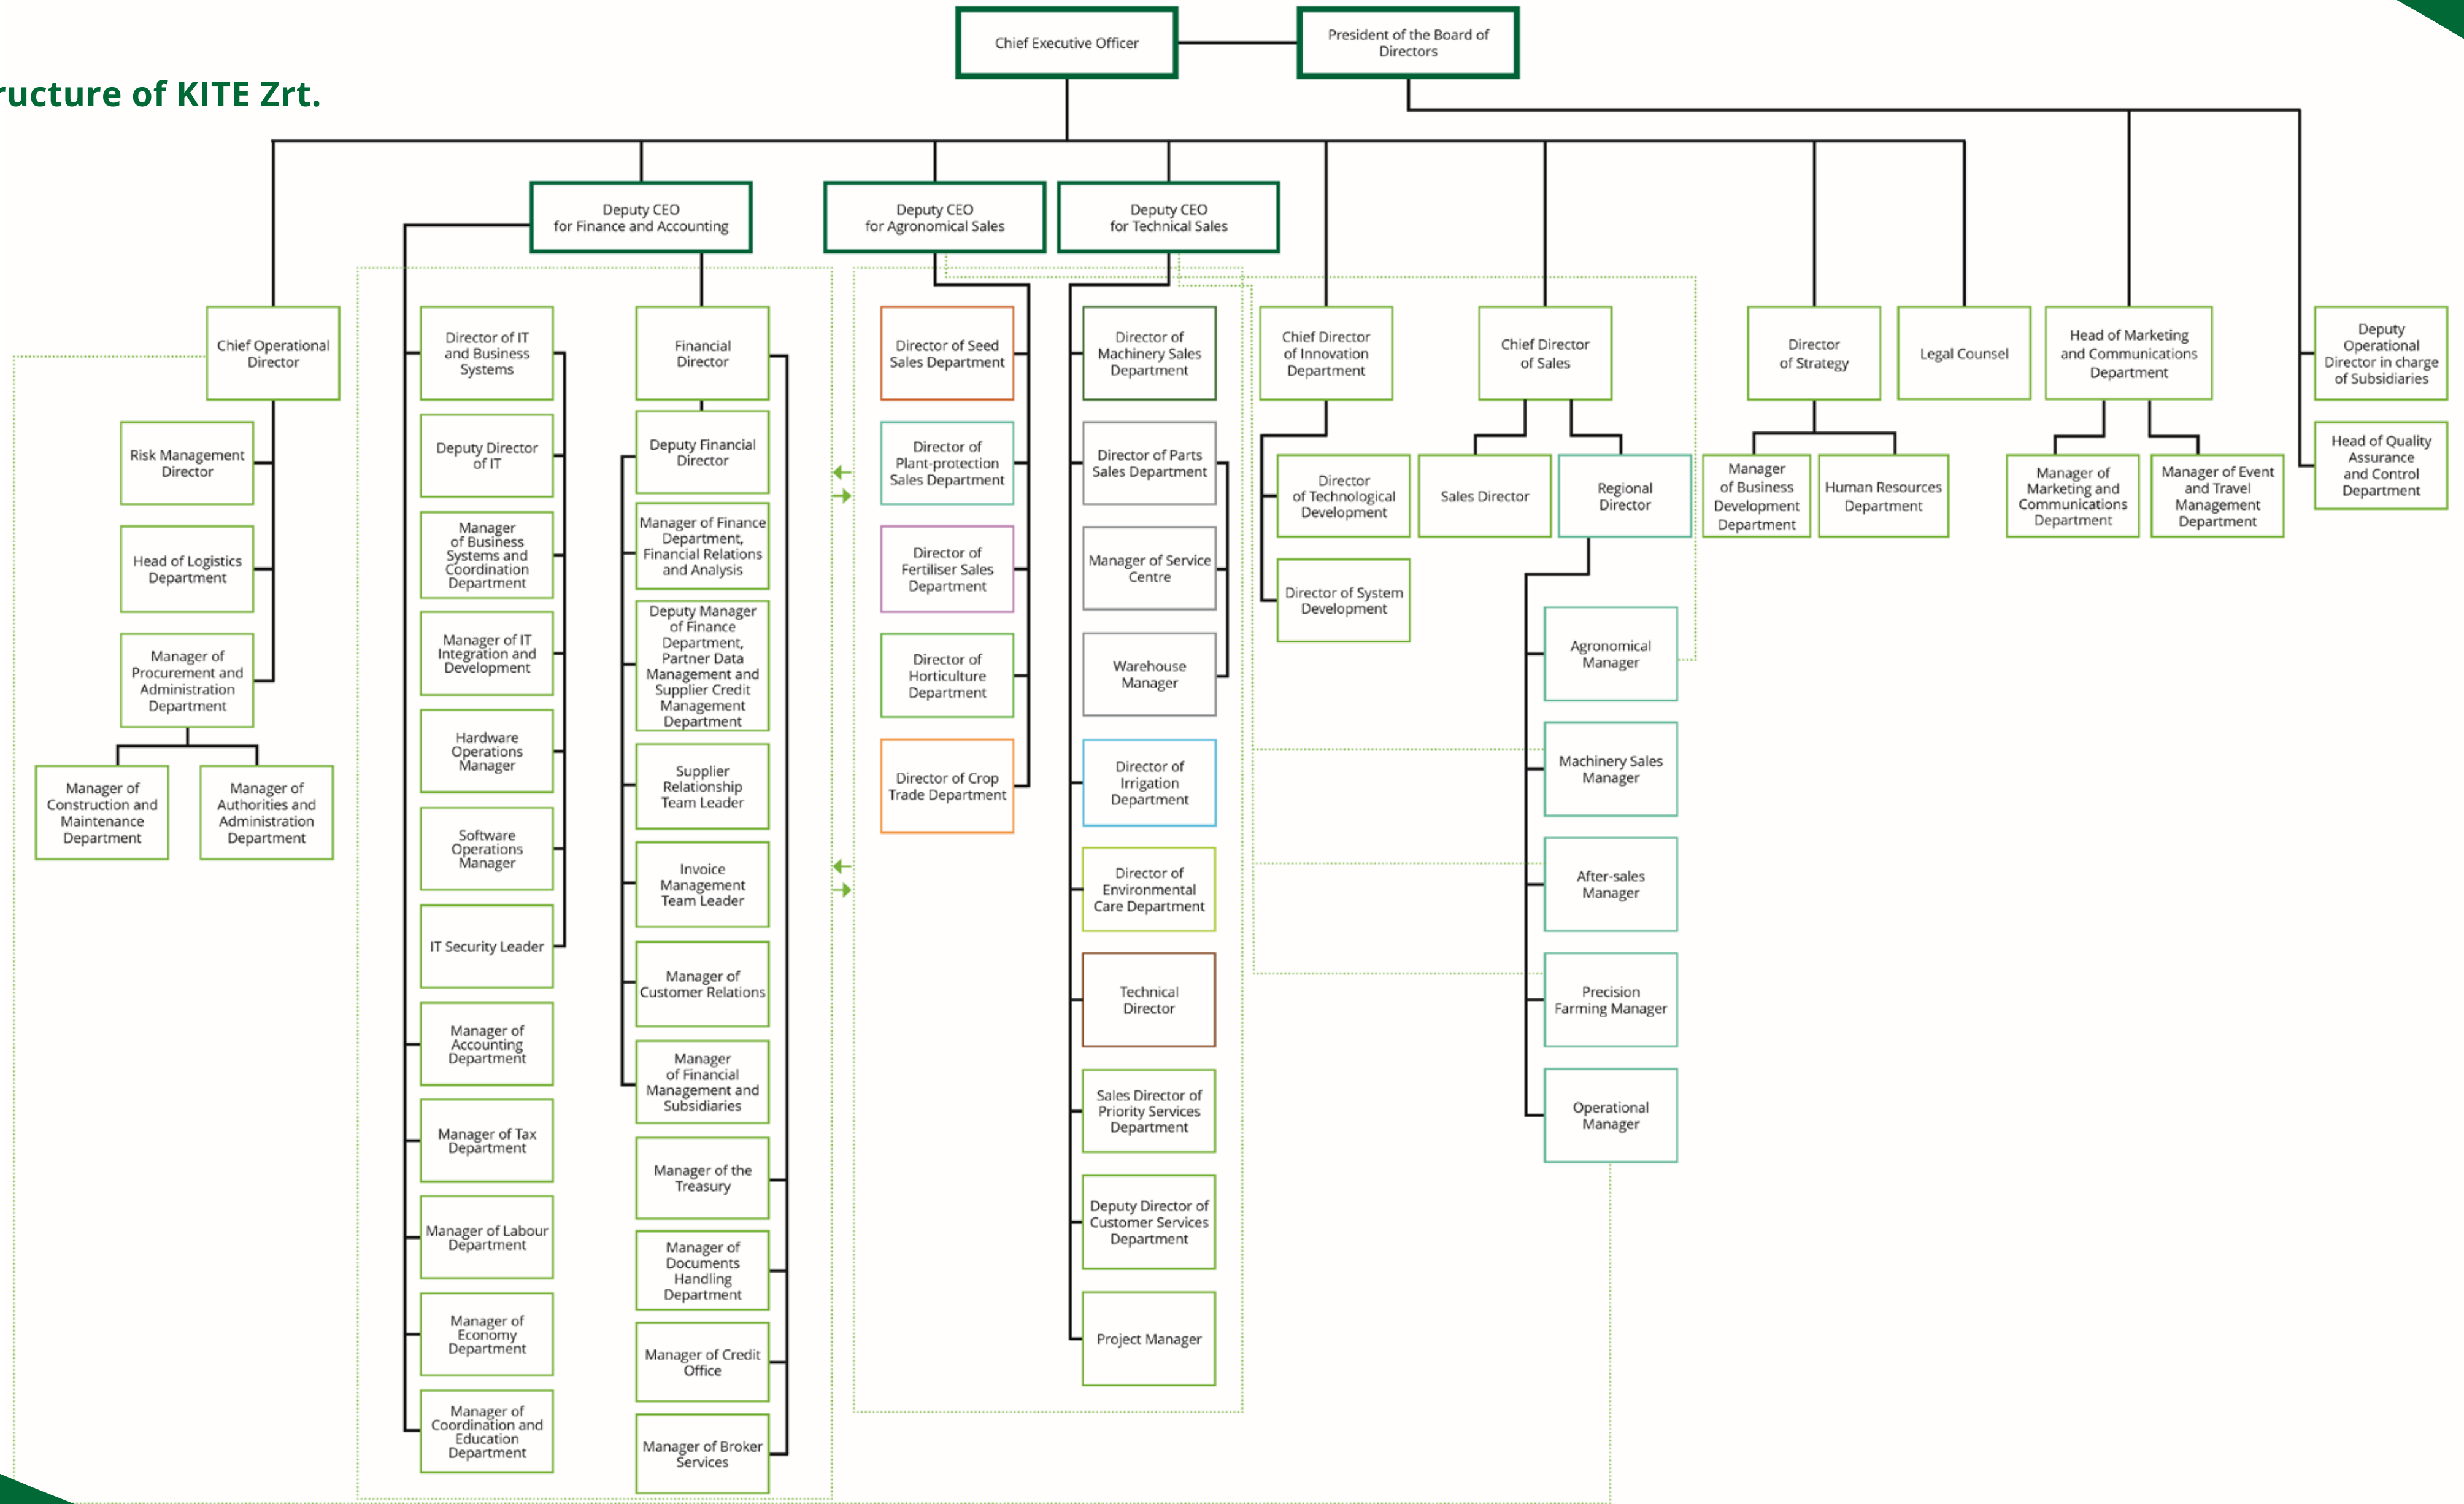 Chief Executive Officer
President of the Board of
Directors
ructure of KITE Zrt.
Deputy CEO
for Finance and Accounting
Deputy CEO
for Agronomical Sales
Deputy CEO
for Technical Sales
Chief Operational
Director
Risk Management
Director
Head of Logistics
Department
Manager of
Procurement and
Administration
Department
Manager of
Construction and
Maintenance
Department
Manager of
Authorities and
Administration
Department
Director of IT
and Business
Systems
Deputy Director
of IT
Manager
of Business
Systems and
Coordination
Department
Manager of IT
Integration and
Development
Hardware
Operations
Manager
Software
Operations
Manager
IT Security Leader
Manager of
Accounting
Department
Manager of Tax
Department
Manager of Labour
Department
Manager of
Economy
Department
Manager of
Coordination and
Education
Department
Financial
Director
Deputy Financial
Director
Manager of Finance
Department,
Financial Relations
and Analysis
Deputy Manager
of Finance
Department,
Partner Data
Management and
Supplier Credit
Management
Department
Supplier
Relationship
Team Leader
Invoice
Management
Team Leader
Manager of
Customer Relations
Manager
of Financial
Management and
Subsidiaries
Manager of the
Treasury
Manager of
Documents
Handling
Department
Manager of Credit
Office
Manager of Broker
Services
Director of Seed
Sales Department
Director of
Plant-protection
Sales Department
Director of
Fertiliser Sales
Department
Director of
Horticulture
Department
Director of Crop
Trade Department
Director of
Machinery Sales
Department
Director of Parts
Sales Department
Manager of Service
Centre
Warehouse
Manager
Director of
Irrigation
Department
Director of
Environmental
Care Department
Technical
Director
Sales Director of
Priority Services
Department
Deputy Director of
Customer Services
Department
Project Manager
Chief Director
of Innovation
Department
Director
of Technological
Development
Director of System
Development
Chief Director
of Sales
Sales Director
Regional
Director
Agronomical
Manager
Machinery Sales
Manager
After-sales
Manager
Precision
Farming Manager
Operational
Manager
Director
of Strategy
Manager
of Business
Development
Department
Human Resources
Department
Legal Counsel
Head of Marketing
and Communications
Department
Manager of
Marketing and
Communications
Department
Manager of Event
and Travel
Management
Department
Deputy
Operational
Director in charge
of Subsidiaries
Head of Quality
Assurance
and Control
Department